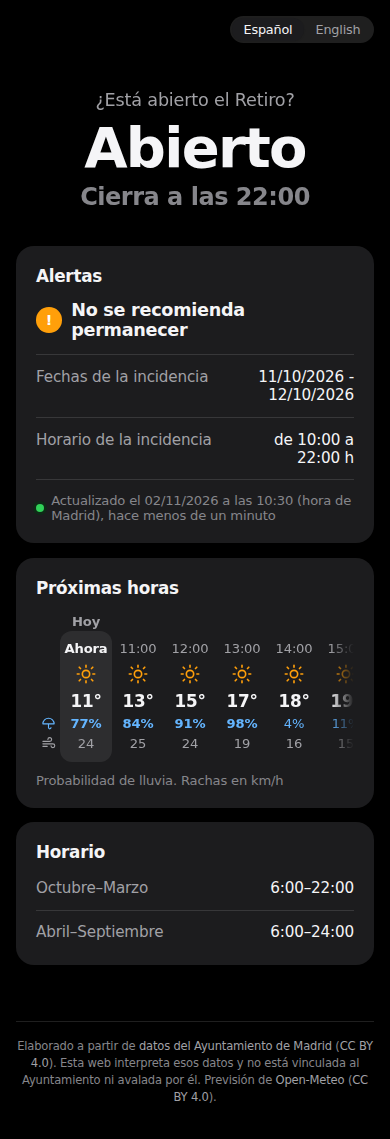 Español English
¿Está abierto el Retiro?
Abierto
Cierra a las 22:00
Alertas
! No se recomienda
permanecer
Fechas de la incidencia 11/10/2026 -
12/10/2026
Horario de la incidencia de 10:00 a
22:00 h
Actualizado el 02/11/2026 a las 10:30 (hora de
Madrid), hace menos de un minuto
Próximas horas
Hoy
Ahora 11:00 12:00 13:00 14:00
11° 13° 15° 17° 18°
77% 84% 91% 98% 4%
24 25 24 19 16
Probabilidad de lluvia. Rachas en km/h
Horario
Octubre–Marzo 6:00–22:00
Abril–Septiembre 6:00–24:00
Elaborado a partir de datos del Ayuntamiento de Madrid (CC BY
4.0). Esta web interpreta esos datos y no está vinculada al
Ayuntamiento ni avalada por él. Previsión de Open-Meteo (CC
BY 4.0).